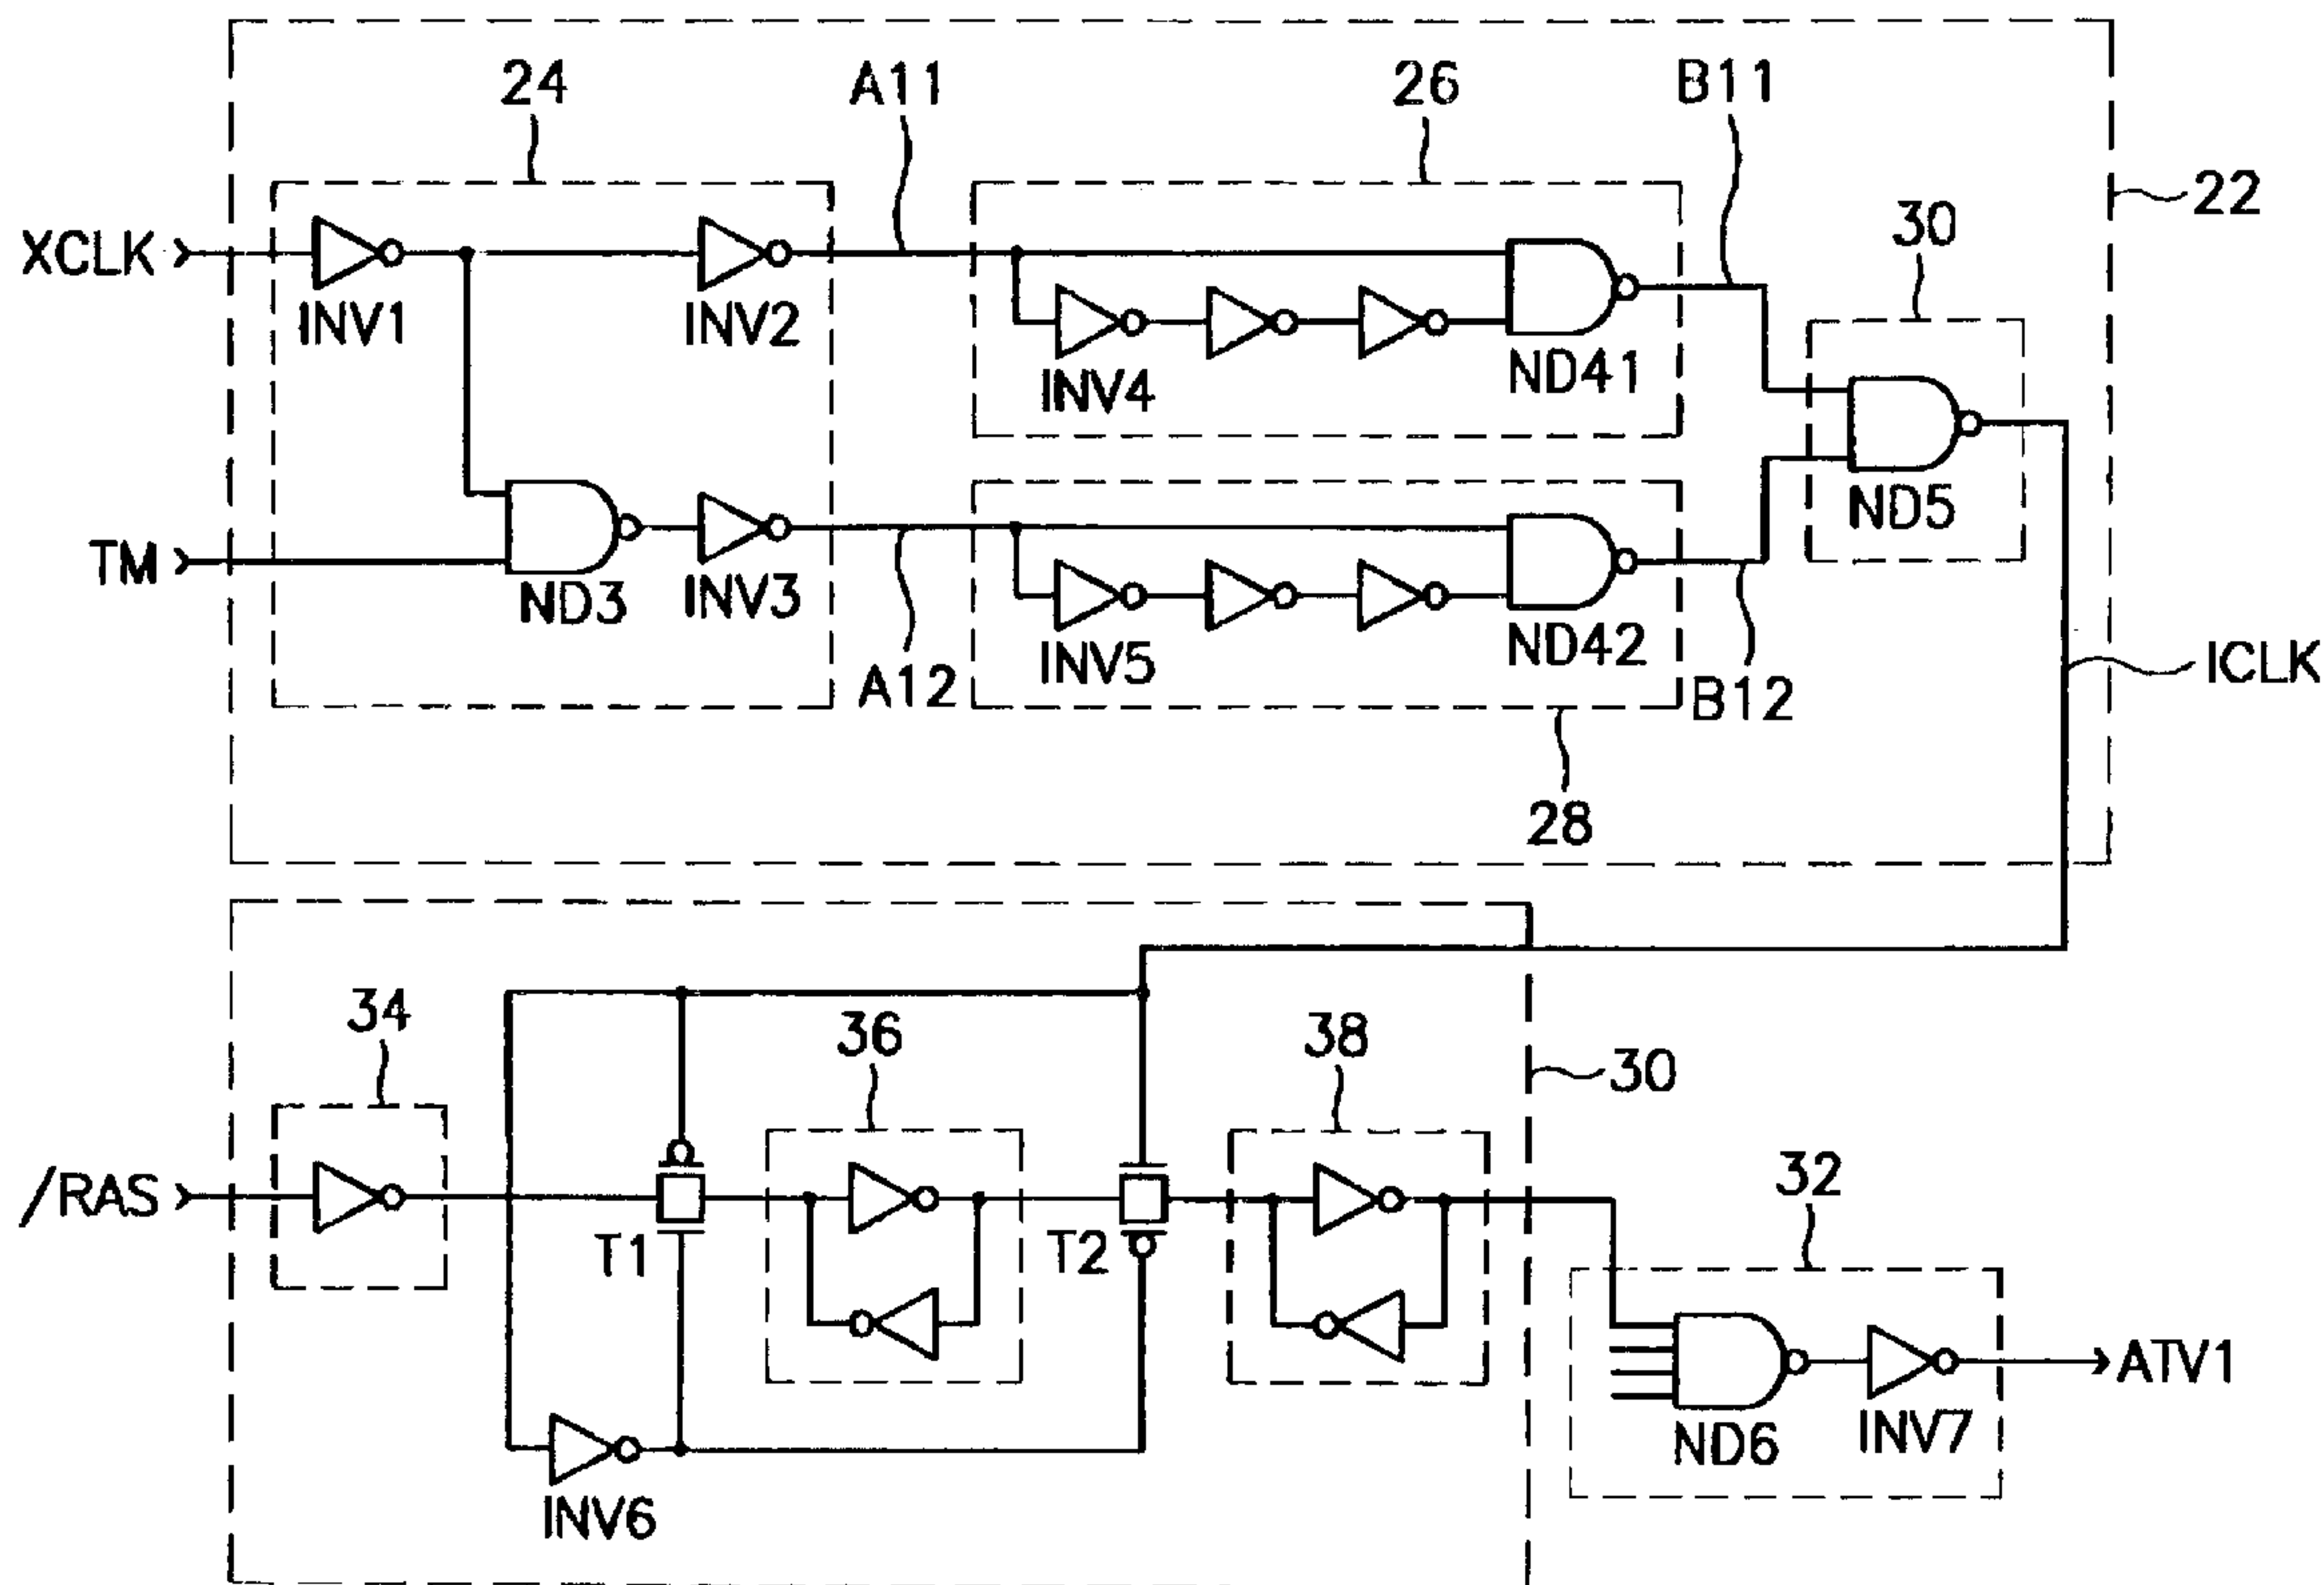 24
A11
26
B11
22
30
XCLK
INV1
INV2
INV4
ND41
ND5
TM
ND3
INV3
A12
INV5
ND42
B12
ICLK
28
34
36
38
30
32
/RAS
T1
T2
ATV1
ND6
INV7
INV6